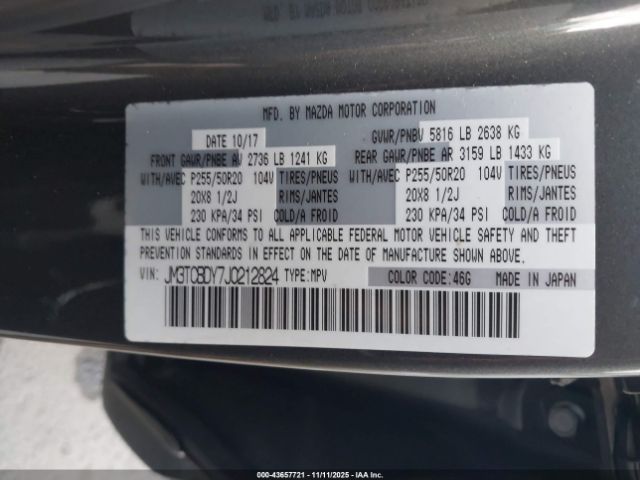 MFD. BY MAZDA MOTOR CORPORATION
DATE 10/17 GVWR/PNBV 5816 LB 2638 KG
FRONT GAWR/PNBE AV 2736 LB 1241 KG REAR GAWR/PNBE AR 3159 LB 1433 KG
WITH/AVEC P255/50R20 104V TIRES/PNEUS WITH/AVEC P255/50R20 104V TIRES/PNEUS
20X8 1/2J RIMS/JANTES 20X8 1/2J RIMS/JANTES
230 KPA/34 PSI COLD/A FROID 230 KPA/34 PSI COLD/A FROID
THIS VEHICLE CONFORMS TO ALL APPLICABLE FEDERAL MOTOR VEHICLE SAFETY AND THEFT
PREVENTION STANDARDS IN EFFECT ON THE DATE OF MANUFACTURE SHOWN ABOVE.
VIN: JM3TCBDY7J0212824 TYPE:MPV COLOR CODE:46G MADE IN JAPAN
000-43657721 - 11/11/2025 - IAA Inc.